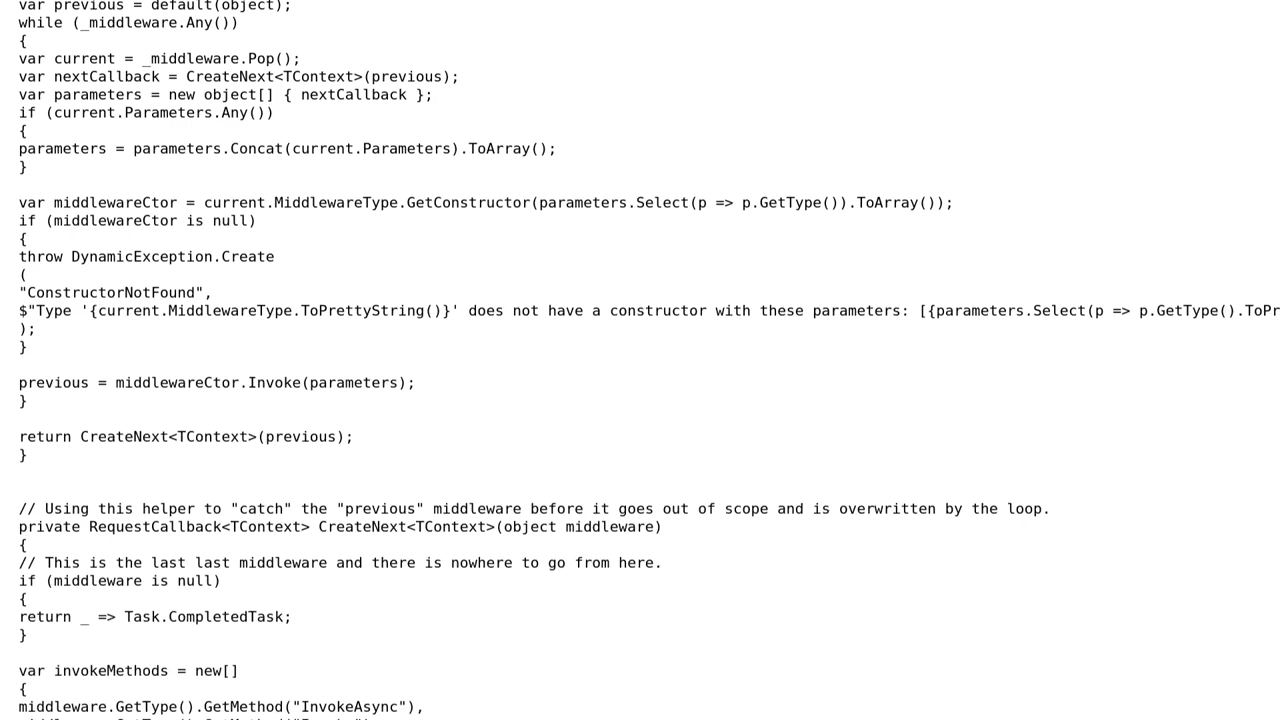 var previous = default(object);
while (_middleware.Any())
{
var current = _middleware.Pop();
var nextCallback = CreateNext<TContext>(previous);
var parameters = new object[] { nextCallback };
if (current.Parameters.Any())
{
parameters = parameters.Concat(current.Parameters).ToArray();
}

var middlewareCtor = current.MiddlewareType.GetConstructor(parameters.Select(p => p.GetType()).ToArray());
if (middlewareCtor is null)
{
throw DynamicException.Create
(
"ConstructorNotFound",
$"Type '{current.MiddlewareType.ToPrettyString()}' does not have a constructor with these parameters: [{parameters.Select(p => p.GetType().ToPr
);
}

previous = middlewareCtor.Invoke(parameters);
}

return CreateNext<TContext>(previous);
}

// Using this helper to "catch" the "previous" middleware before it goes out of scope and is overwritten by the loop.
private RequestCallback<TContext> CreateNext<TContext>(object middleware)
{
// This is the last last middleware and there is nowhere to go from here.
if (middleware is null)
{
return _ => Task.CompletedTask;
}

var invokeMethods = new[]
{
middleware.GetType().GetMethod("InvokeAsync"),